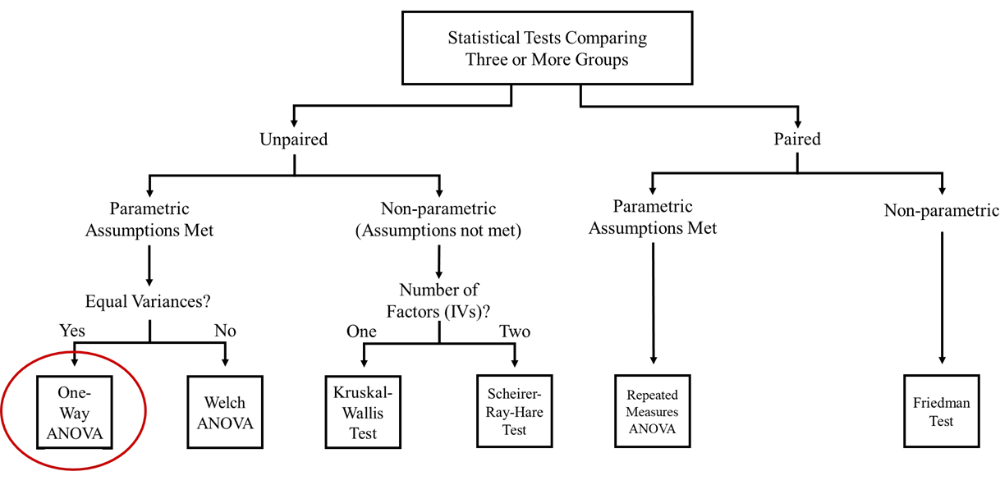 Statistical Tests Comparing
Three or More Groups
Unpaired
Paired
Parametric
Assumptions Met
Non-parametric
(Assumptions not met)
Parametric
Assumptions Met
Non-parametric
Equal Variances?
Number of
Factors (IVs)?
Yes
No
One
Two
One-
Way
ANOVA
Welch
ANOVA
Kruskal-
Wallis
Test
Scheirer-
Ray-Hare
Test
Repeated
Measures
ANOVA
Friedman
Test